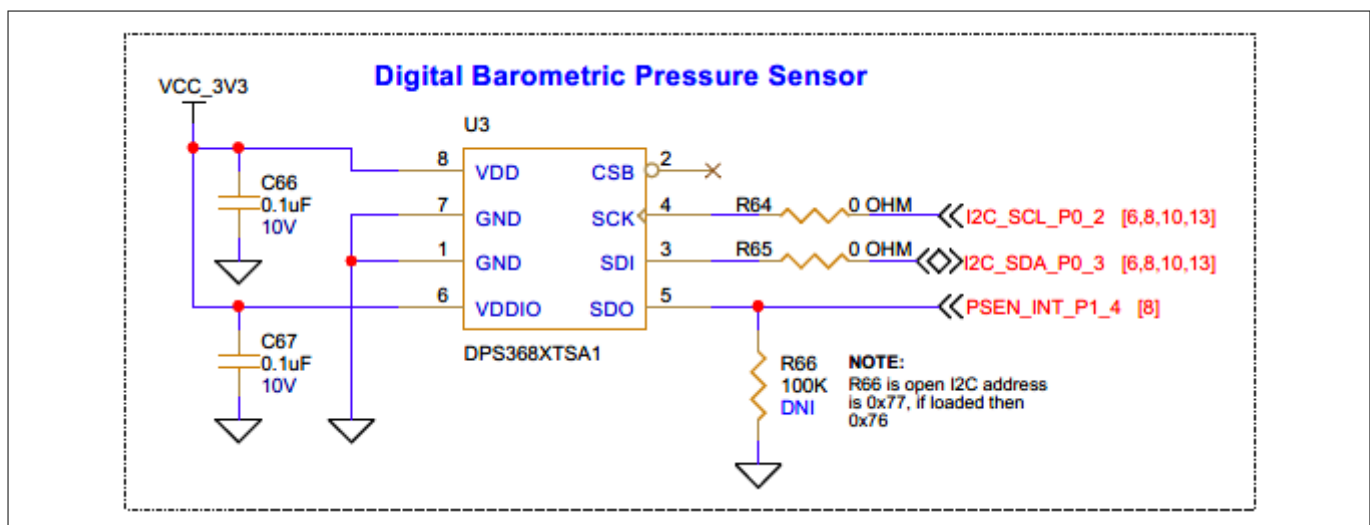 Digital Barometric Pressure Sensor
VCC_3V3
U3
8 VDD
CSB 2
C66
0.1uF
10V
7 GND
SCK 4
R64 0 OHM
I2C_SCL_P0_2 [6,8,10,13]
1 GND
SDI 3
R65 0 OHM
I2C_SDA_P0_3 [6,8,10,13]
6 VDDIO
SDO 5
PSEN_INT_P1_4 [8]
DPS368XTSA1
C67
0.1uF
10V
R66
100K
DNI
NOTE:
R66 is open I2C address
is 0x77, if loaded then
0x76